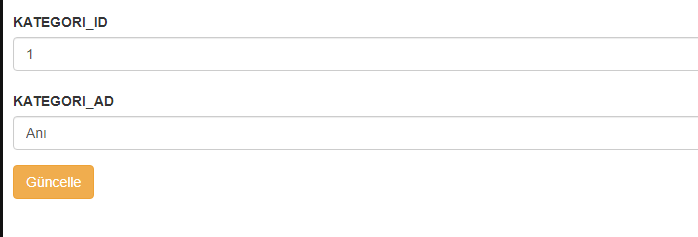 KATEGORI_ID
1
KATEGORI_AD
Anı
Güncelle